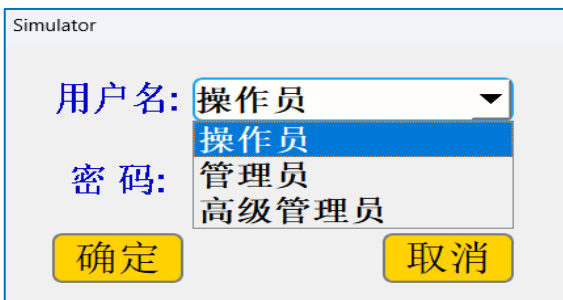 Simulator
用户名: 操作员
操作员
密 码: 管理员
高级管理员
确定 取消